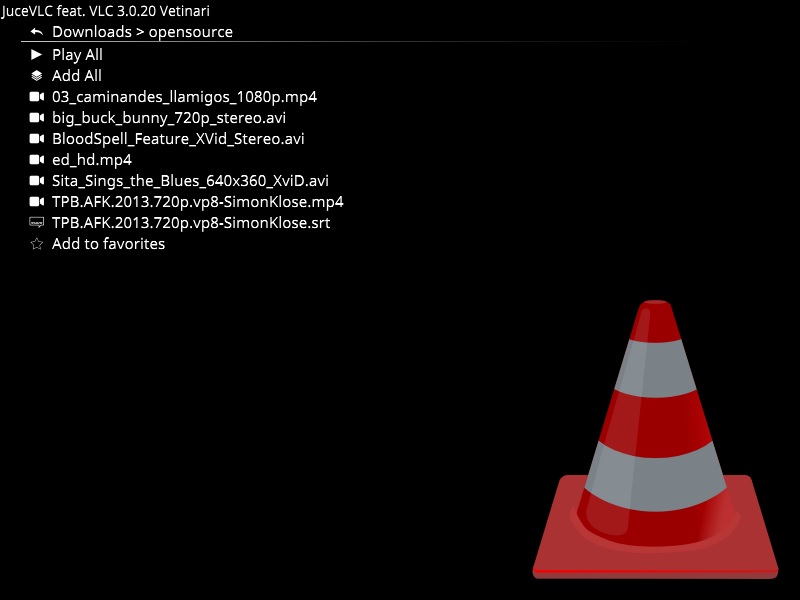 JuceVLC feat. VLC 3.0.20 Vetinari
Downloads > opensource
Play All
Add All
03_caminandes_llamigos_1080p.mp4
big_buck_bunny_720p_stereo.avi
BloodSpell_Feature_XVid_Stereo.avi
ed_hd.mp4
Sita_Sings_the_Blues_640x360_XviD.avi
TPB.AFK.2013.720p.vp8-SimonKlose.mp4
TPB.AFK.2013.720p.vp8-SimonKlose.srt
Add to favorites